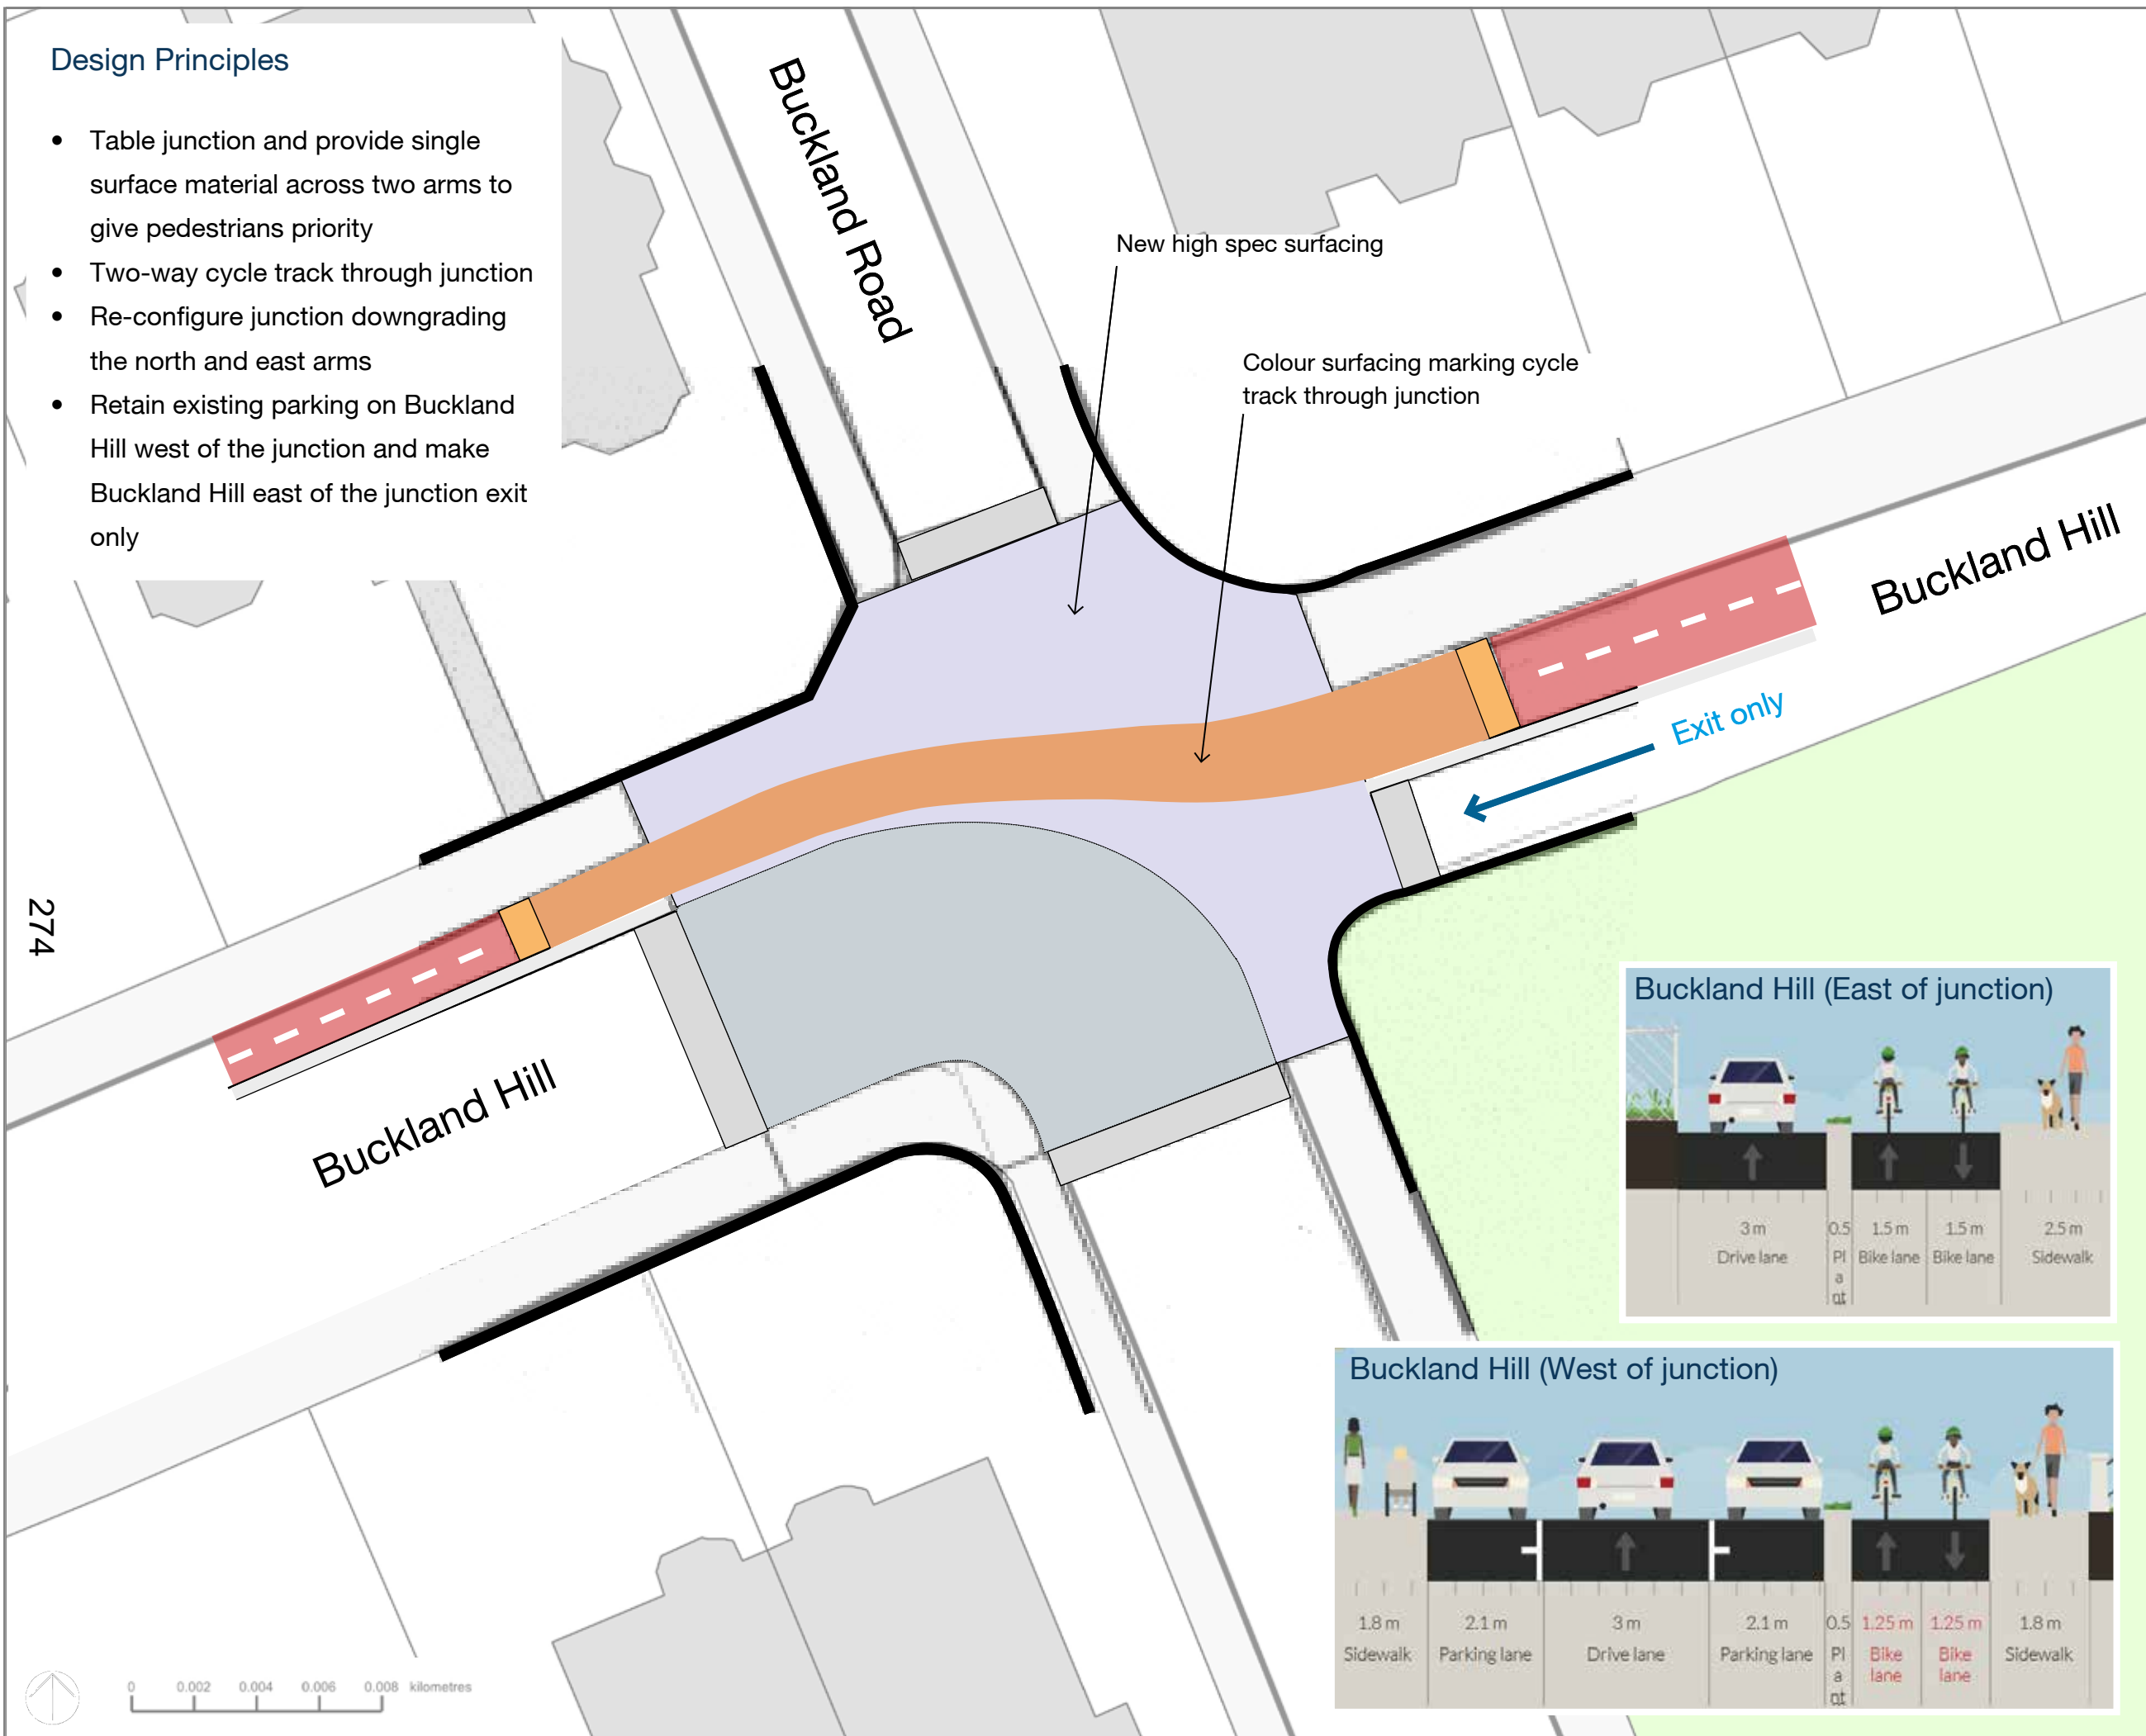 Design Principles
• Table junction and provide single
surface material across two arms to
give pedestrians priority
• Two-way cycle track through junction
• Re-configure junction downgrading
the north and east arms
• Retain existing parking on Buckland
Hill west of the junction and make
Buckland Hill east of the junction exit
only
Buckland Road
New high spec surfacing
Colour surfacing marking cycle
track through junction
Buckland Hill
Exit only
274
Buckland Hill
Buckland Hill (East of junction)
3 m 0.5 1.5 m 1.5 m 2.5 m
Drive lane Pl Bike lane Bike lane Sidewalk
a
nt
Buckland Hill (West of junction)
1.8 m 2.1 m 3 m 2.1 m 0.5 1.25 m 1.25 m 1.8 m
Sidewalk Parking lane Drive lane Parking lane Pl Bike Bike Sidewalk
a lane lane
nt
0 0.002 0.004 0.006 0.008 kilometres